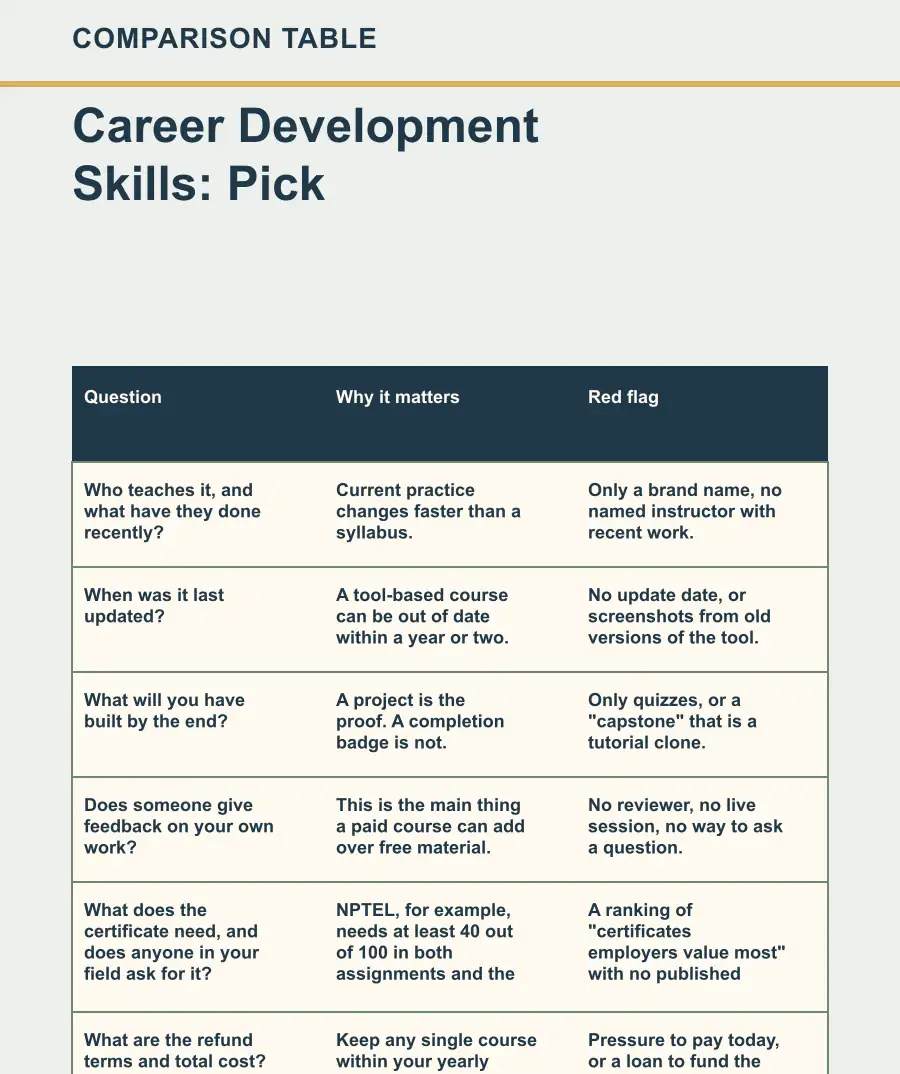 COMPARISON TABLE
Career Development
Skills: Pick
Question
Why it matters
Red flag
Who teaches it, and
what have they done
recently?
Current practice
changes faster than a
syllabus.
Only a brand name, no
named instructor with
recent work.
When was it last
updated?
A tool-based course
can be out of date
within a year or two.
No update date, or
screenshots from old
versions of the tool.
What will you have
built by the end?
A project is the
proof. A completion
badge is not.
Only quizzes, or a
"capstone" that is a
tutorial clone.
Does someone give
feedback on your own
work?
This is the main thing
a paid course can add
over free material.
No reviewer, no live
session, no way to ask
a question.
What does the
certificate need, and
does anyone in your
field ask for it?
NPTEL, for example,
needs at least 40 out
of 100 in both
assignments and the
A ranking of
"certificates
employers value most"
with no published
What are the refund
terms and total cost?
Keep any single course
within your yearly
Pressure to pay today,
or a loan to fund the